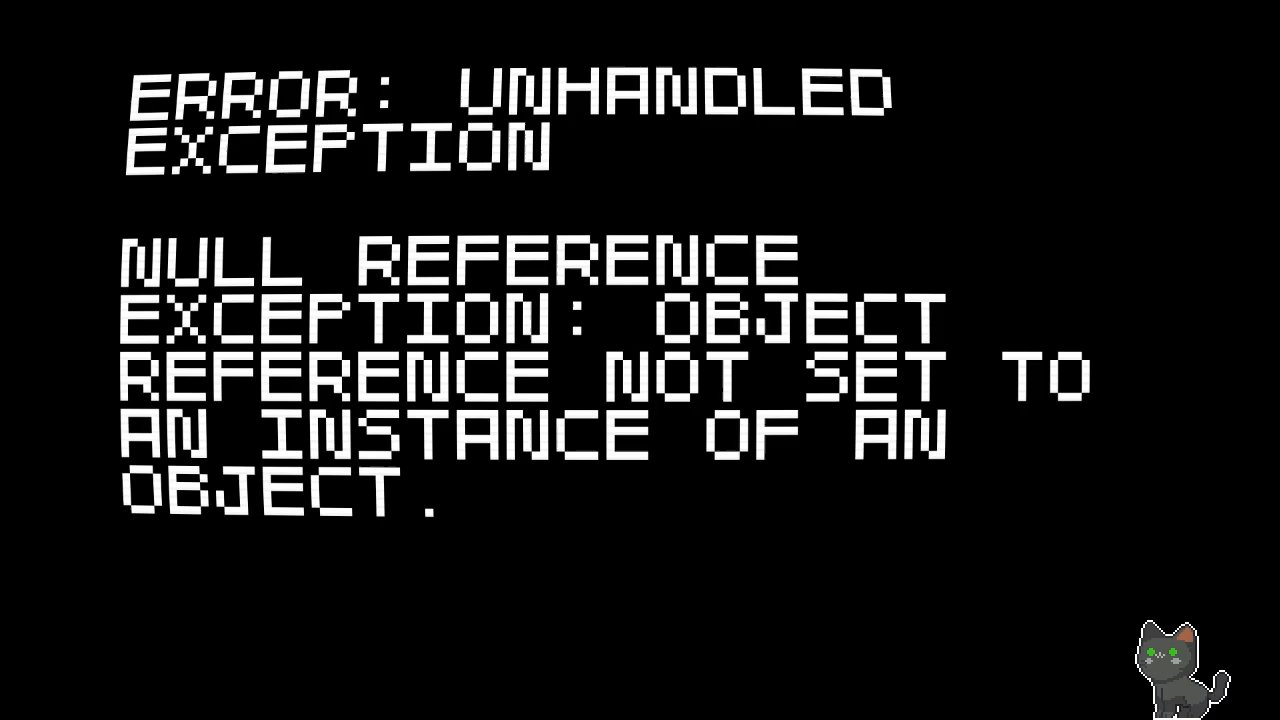 ERROR: UNHANDLED
EXCEPTION
NULL REFERENCE
EXCEPTION: OBJECT
REFERENCE NOT SET TO
AN INSTANCE OF AN
OBJECT.